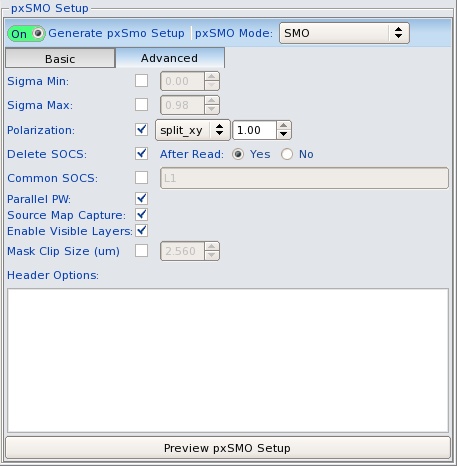 pxSMO Setup
On Generate pxSmo Setup pxSMO Mode: SMO
Basic Advanced
Sigma Min: 0.00
Sigma Max: 0.98
Polarization: split_xy 1.00
Delete SOCS: After Read: Yes No
Common SOCS: L1
Parallel PW:
Source Map Capture:
Enable Visible Layers:
Mask Clip Size (um) 2.560
Header Options:
Preview pxSMO Setup